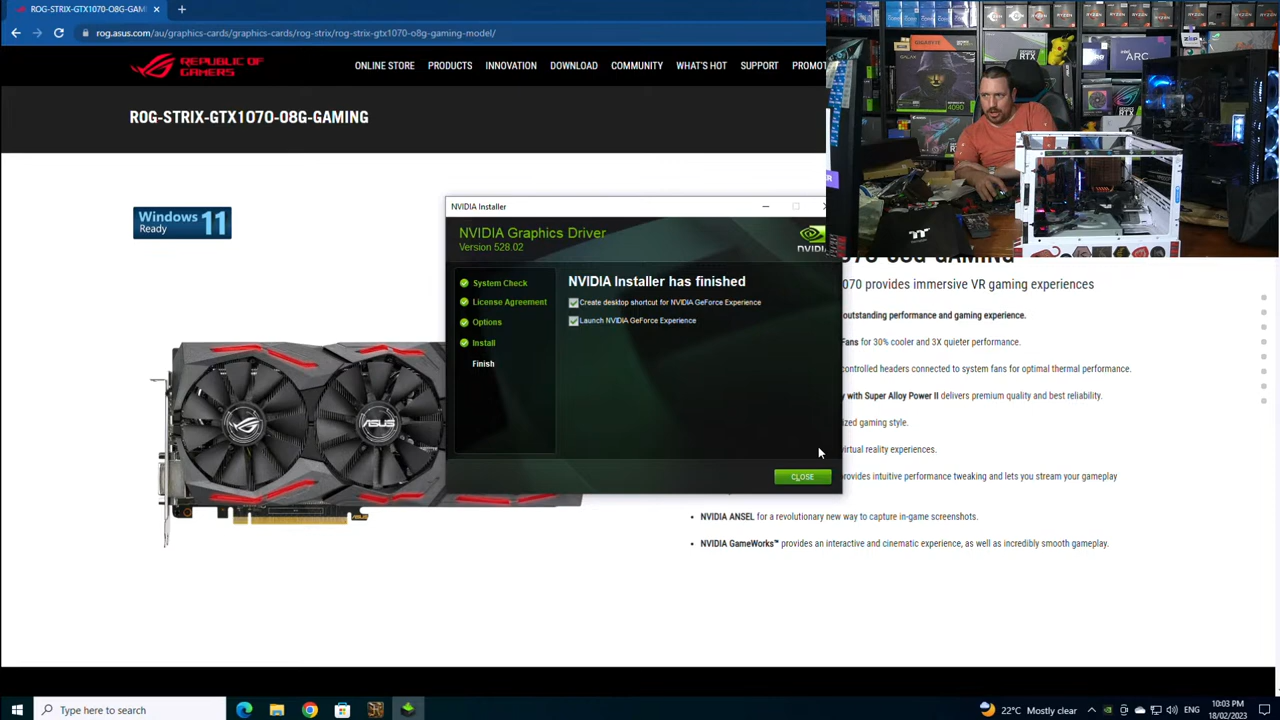 ROG-STRIX-GTX1070-O8G-GAM
rog.asus.com/au/graphics-cards/graphics-cards/rog-strix/rog-strix-gtx1070-o8g-gaming-model/
REPUBLIC OF
GAMERS
ONLINE STORE PRODUCTS INNOVATION DOWNLOAD COMMUNITY WHAT'S HOT SUPPORT PROMOT
ROG-STRIX-GTX1070-O8G-GAMING
Windows 11
Ready
NVIDIA Installer
NVIDIA Graphics Driver
Version 528.02
System Check
License Agreement
Options
Install
Finish
NVIDIA Installer has finished
Create desktop shortcut for NVIDIA GeForce Experience
Launch NVIDIA GeForce Experience
CLOSE
070 provides immersive VR gaming experiences
outstanding performance and gaming experience.
Fans for 30% cooler and 3X quieter performance.
controlled headers connected to system fans for optimal thermal performance.
y with Super Alloy Power II delivers premium quality and best reliability.
ized gaming style.
virtual reality experiences.
provides intuitive performance tweaking and lets you stream your gameplay
• NVIDIA ANSEL for a revolutionary new way to capture in-game screenshots.
• NVIDIA GameWorks™ provides an interactive and cinematic experience, as well as incredibly smooth gameplay.
ASUS
GIGABYTE
RTX
4090
ARC
RYZEN
Type here to search
22°C Mostly clear
ENG
10:03 PM
18/02/2023